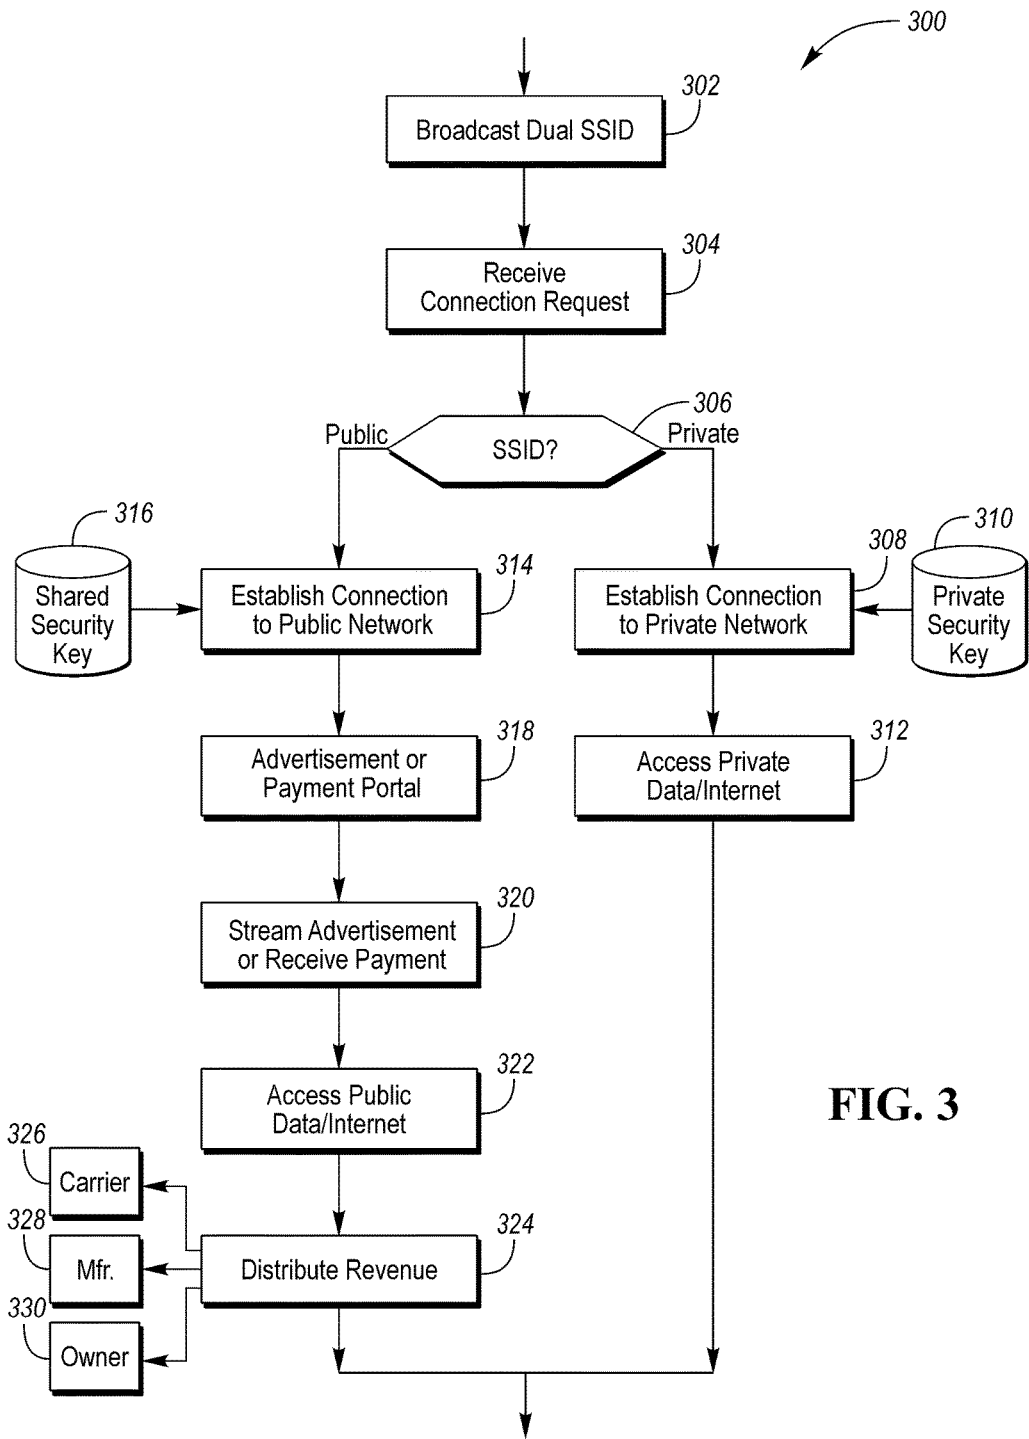 300
302
Broadcast Dual SSID
304
Receive
Connection Request
306
Public
SSID?
Private
316
Shared
Security
Key
314
Establish Connection
to Public Network
308
Establish Connection
to Private Network
310
Private
Security
Key
318
Advertisement or
Payment Portal
312
Access Private
Data/Internet
320
Stream Advertisement
or Receive Payment
322
Access Public
Data/Internet
FIG. 3
326
Carrier
328
Mfr.
324
Distribute Revenue
330
Owner